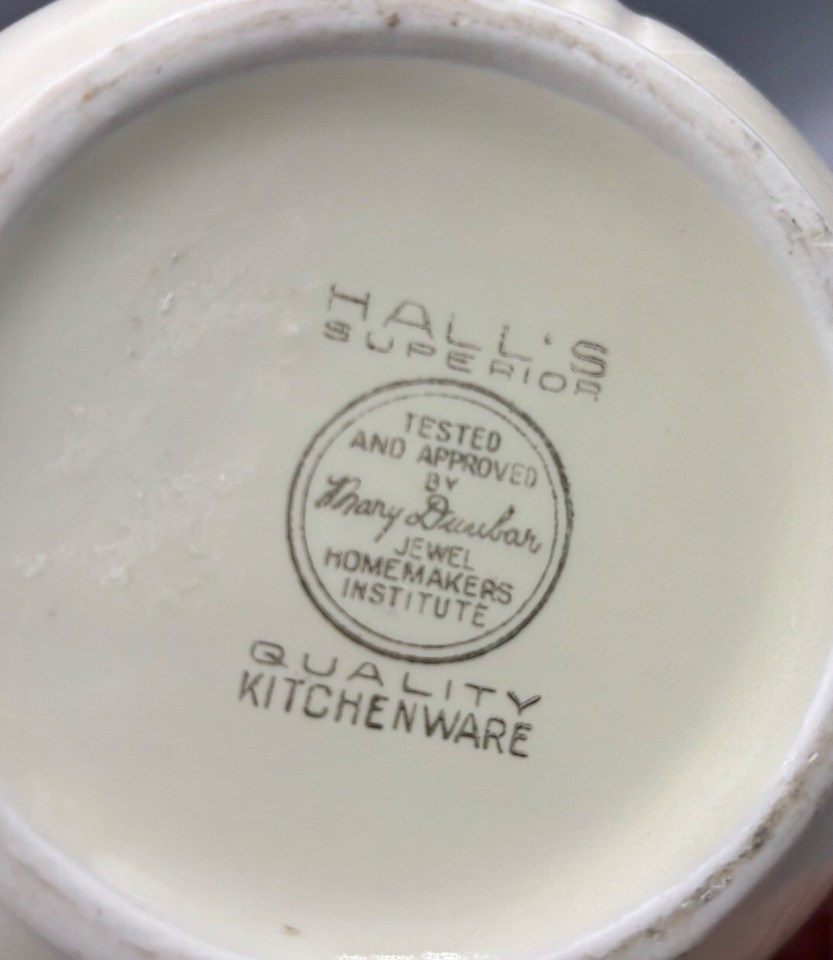 HALL'S
SUPERIOR
TESTED
AND APPROVED
BY
Mary Dunbar
JEWEL
HOMEMAKERS
INSTITUTE
QUALITY
KITCHENWARE